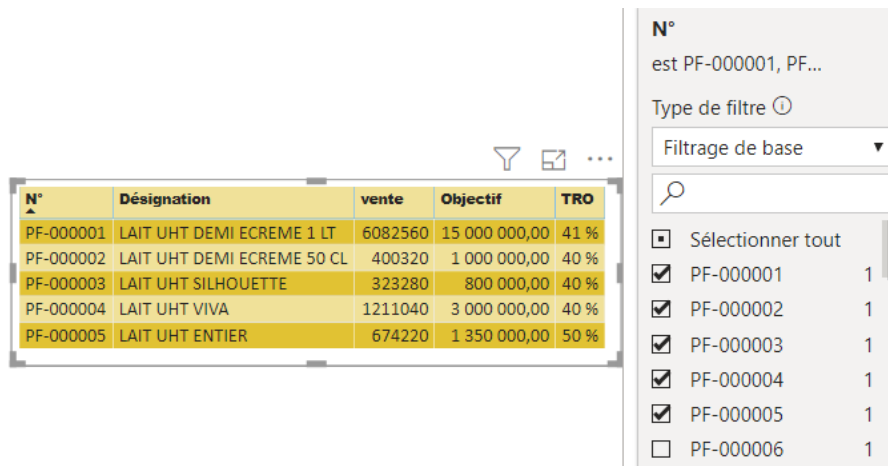 N° Désignation vente Objectif TRO
PF-000001 LAIT UHT DEMI ECREME 1 LT 6082560 15 000 000,00 41 %
PF-000002 LAIT UHT DEMI ECREME 50 CL 400320 1 000 000,00 40 %
PF-000003 LAIT UHT SILHOUETTE 323280 800 000,00 40 %
PF-000004 LAIT UHT VIVA 1211040 3 000 000,00 40 %
PF-000005 LAIT UHT ENTIER 674220 1 350 000,00 50 %
N°
est PF-000001, PF...
Type de filtre
Filtrage de base
Sélectionner tout
PF-000001 1
PF-000002 1
PF-000003 1
PF-000004 1
PF-000005 1
PF-000006 1